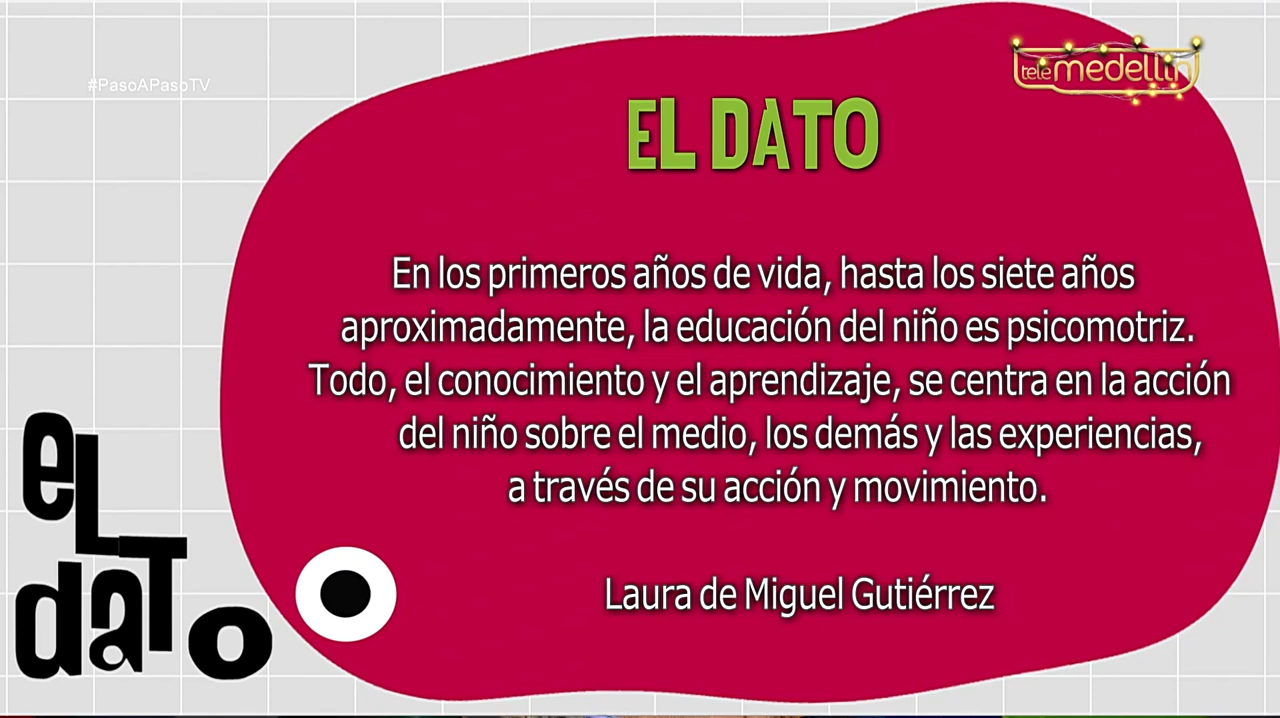 #PasoAPasoTV
tele medellín
EL DATO
En los primeros años de vida, hasta los siete años
aproximadamente, la educación del niño es psicomotriz.
Todo, el conocimiento y el aprendizaje, se centra en la acción
del niño sobre el medio, los demás y las experiencias,
a través de su acción y movimiento.
Laura de Miguel Gutiérrez
eL
daTo